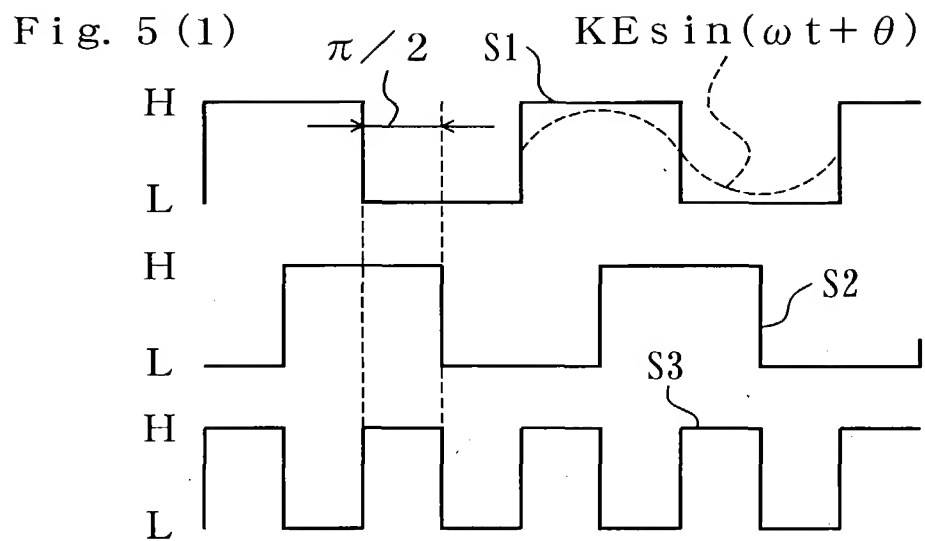 Fig. 5 (1)
π／2
S1
KEsin(ωt+θ)
H
L
H
S2
L
S3
H
L